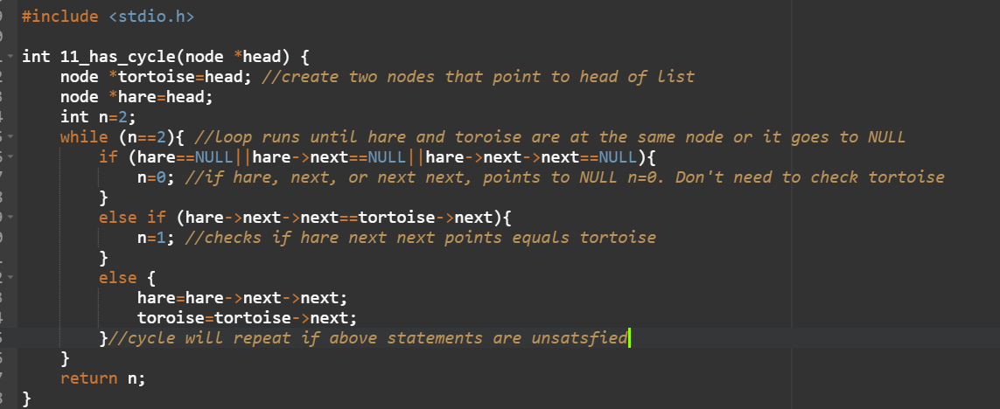 #include <stdio.h>
int 11_has_cycle(node *head) {
node *tortoise=head; //create two nodes that point to head of list
node *hare=head;
int n=2;
while (n==2){ //loop runs until hare and toroise are at the same node or it goes to NULL
if (hare==NULL||hare->next==NULL||hare->next->next==NULL){
n=0; //if hare, next, or next next, points to NULL n=0. Don't need to check tortoise
}
else if (hare->next->next==tortoise->next){
n=1; //checks if hare next next points equals tortoise
}
else {
hare=hare->next->next;
toroise=tortoise->next;
}//cycle will repeat if above statements are unsatsfied
}
return n;
}